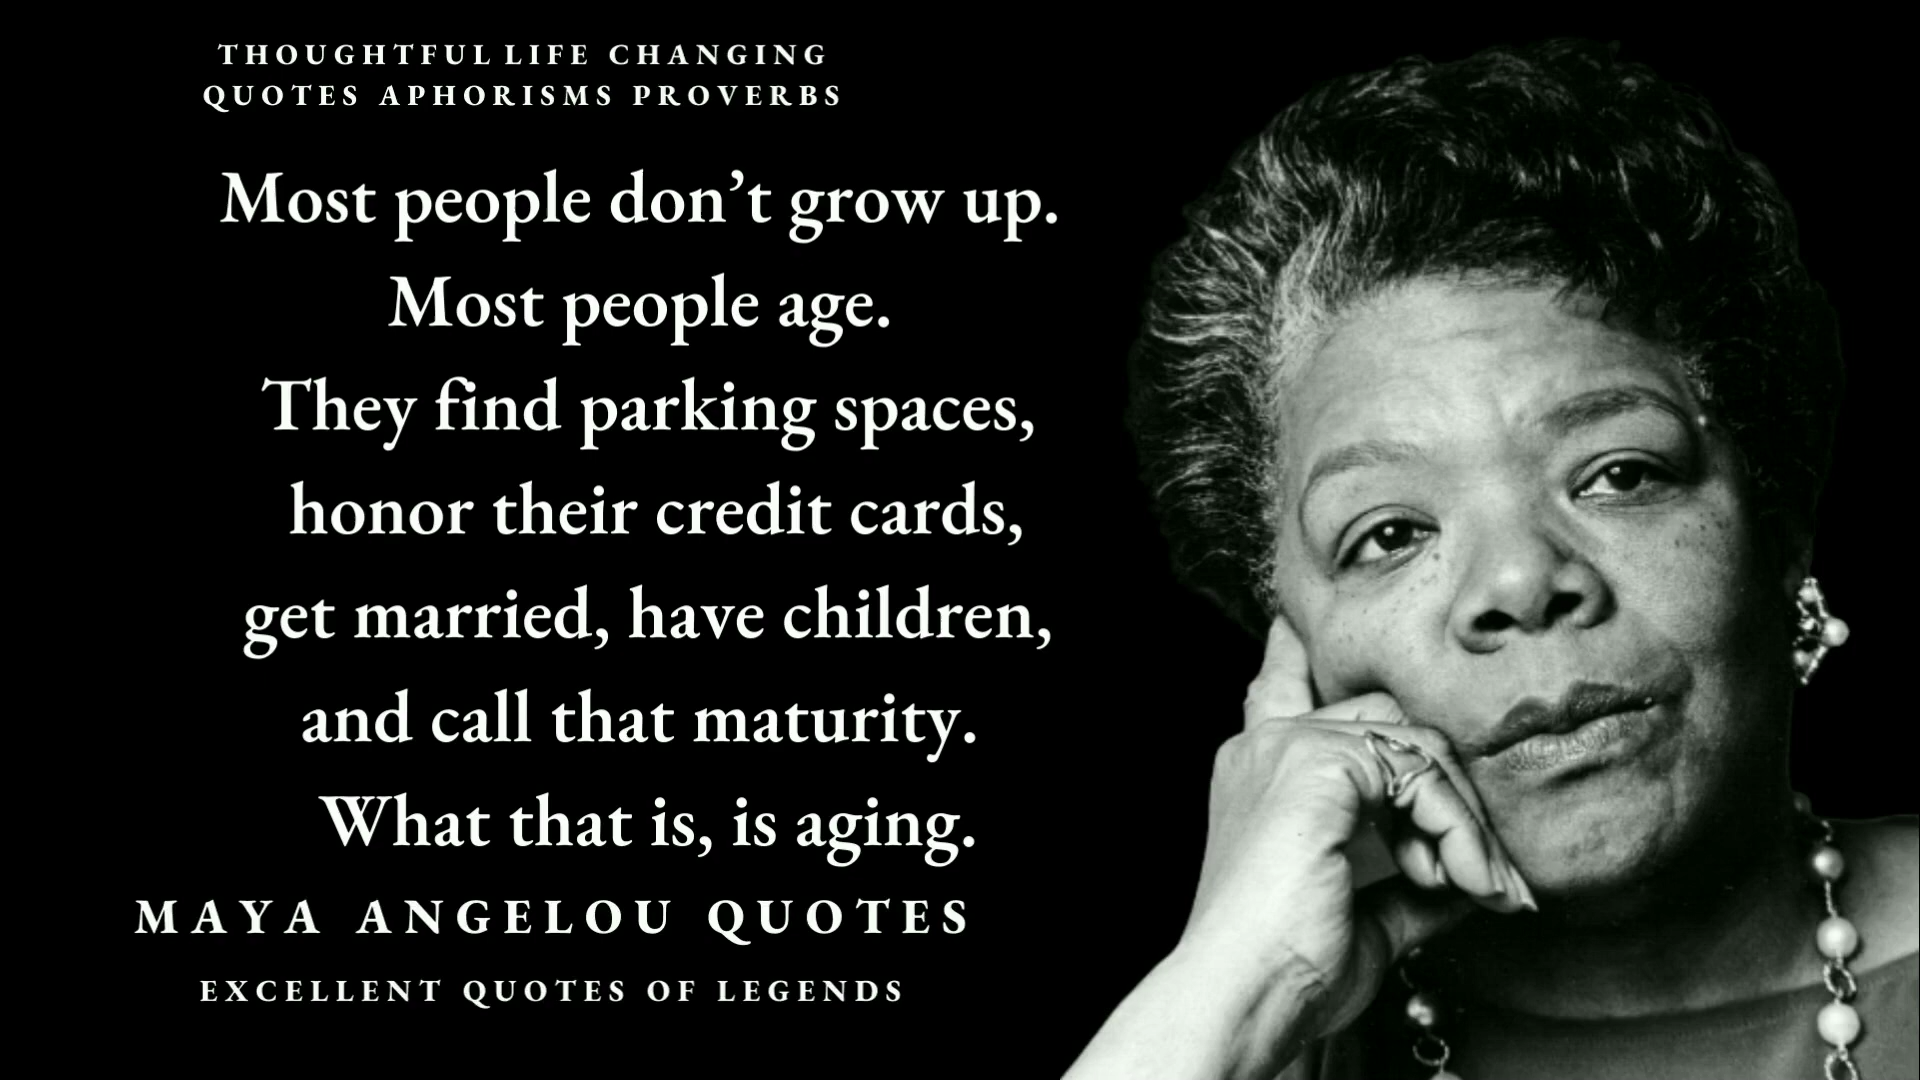 THOUGHTFUL LIFE CHANGING
QUOTES APHORISMS PROVERBS
Most people don’t grow up.
Most people age.
They find parking spaces,
honor their credit cards,
get married, have children,
and call that maturity.
What that is, is aging.
MAYA ANGELOU QUOTES
EXCELLENT QUOTES OF LEGENDS